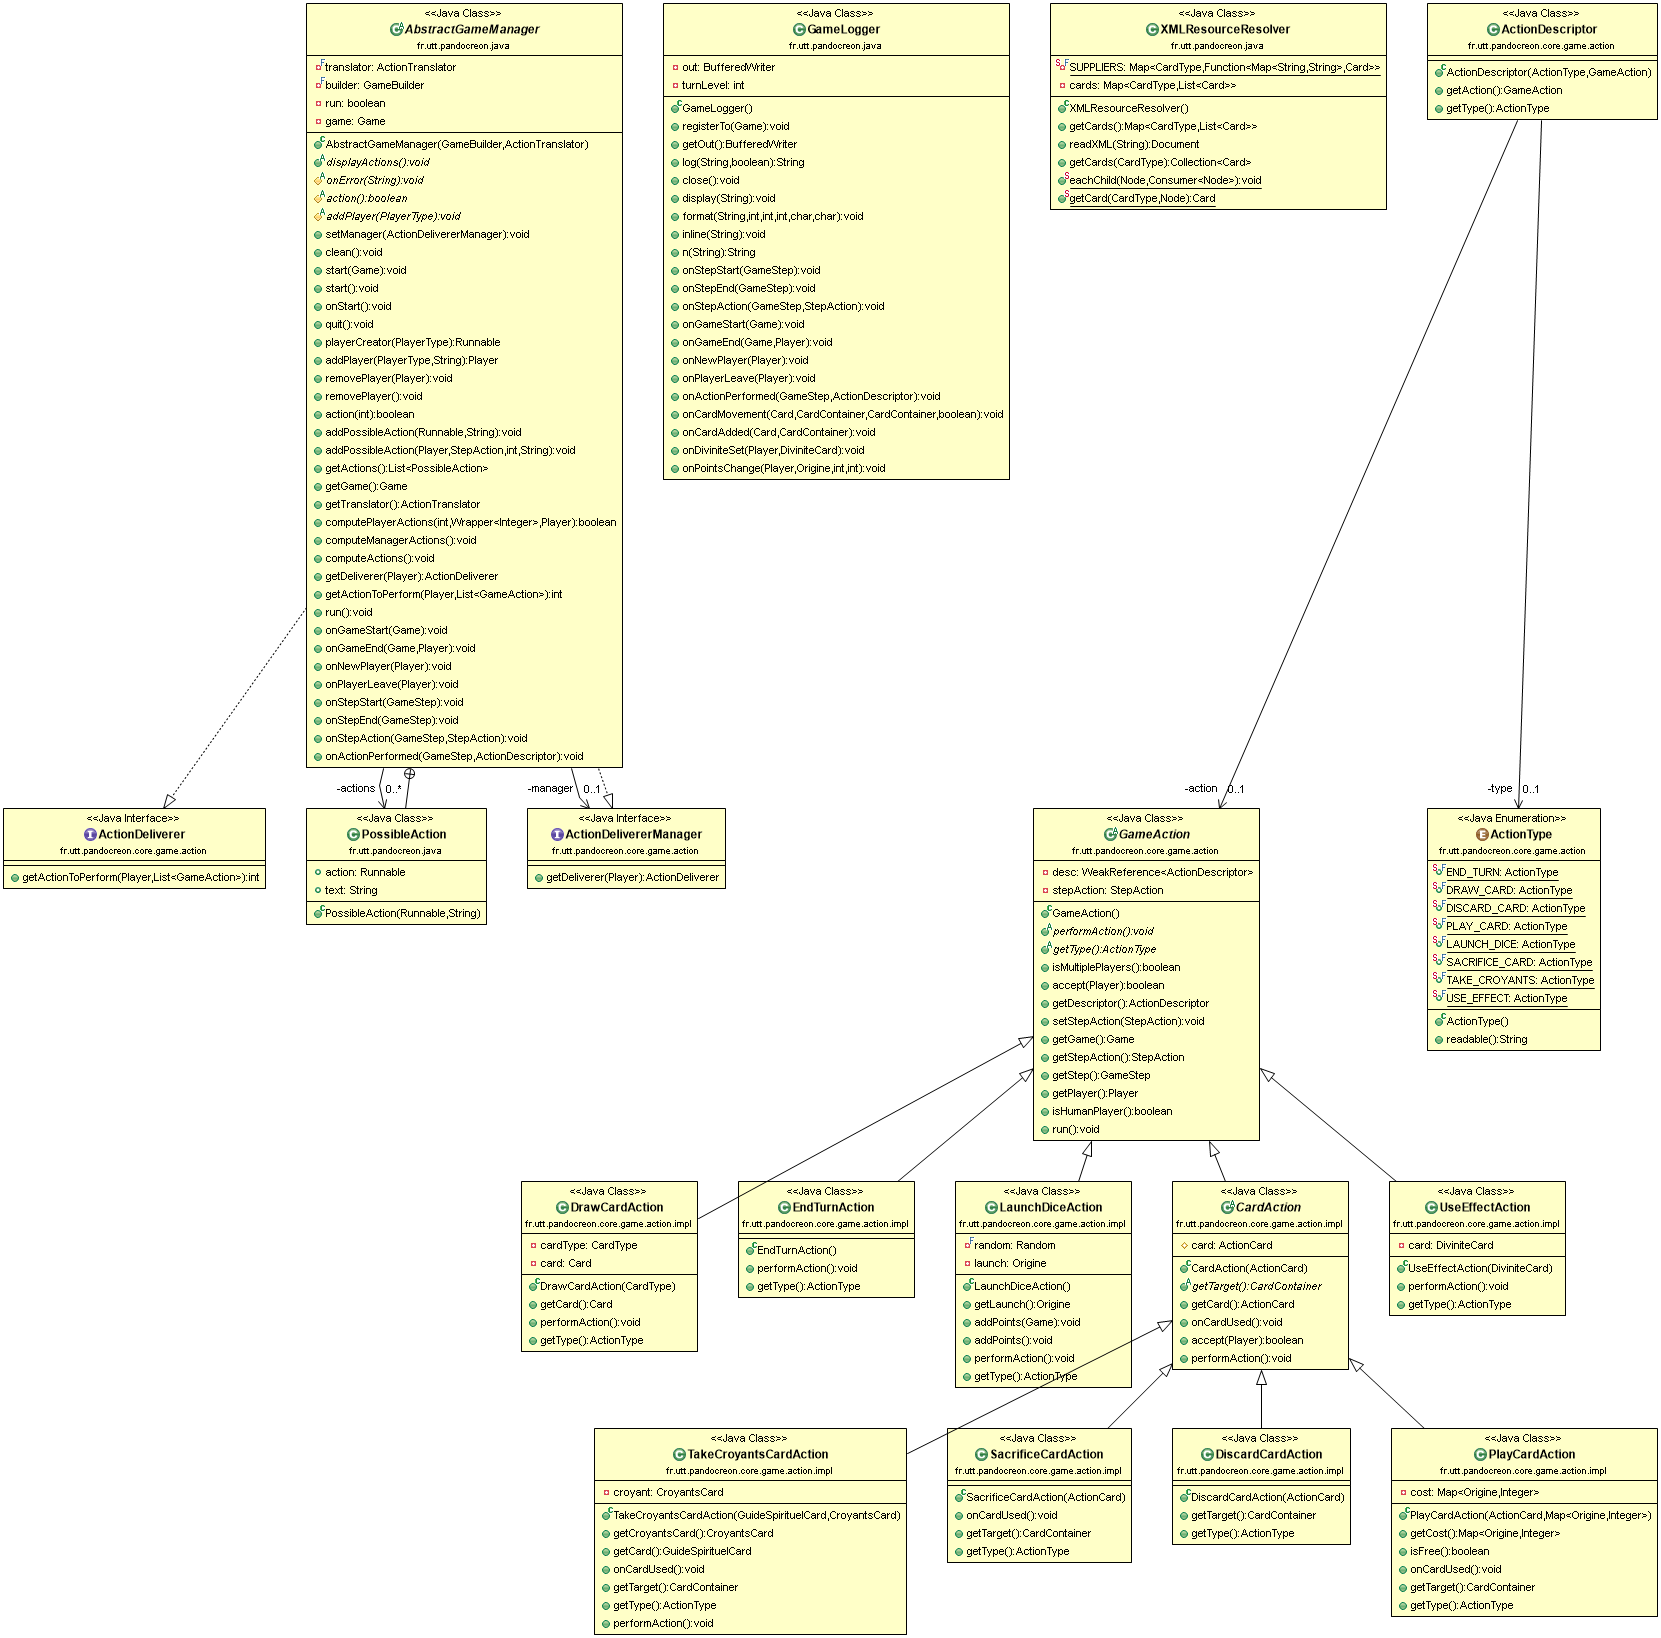 <<Java Class>>
AbstractGameManager
fr.utt.pandocreon.java
translator: ActionTranslator
builder: GameBuilder
run: boolean
game: Game
AbstractGameManager(GameBuilder,ActionTranslator)
displayActions():void
onError(String):void
action():boolean
addPlayer(PlayerType):void
setManager(ActionDelivererManager):void
clean():void
start(Game):void
start():void
onStart():void
quit():void
playerCreator(PlayerType):Runnable
addPlayer(PlayerType,String):Player
removePlayer(Player):void
removePlayer():void
action(int):boolean
addPossibleAction(Runnable,String):void
addPossibleAction(Player,StepAction,int,String):void
getActions():List<PossibleAction>
getGame():Game
getTranslator():ActionTranslator
computePlayerActions(int,Wrapper<Integer>,Player):boolean
computeManagerActions():void
computeActions():void
getDeliverer(Player):ActionDeliverer
getActionToPerform(Player,List<GameAction>):int
run():void
onGameStart(Game):void
onGameEnd(Game,Player):void
onNewPlayer(Player):void
onPlayerLeave(Player):void
onStepStart(GameStep):void
onStepEnd(GameStep):void
onStepAction(GameStep,StepAction):void
onActionPerformed(GameStep,ActionDescriptor):void
<<Java Class>>
GameLogger
fr.utt.pandocreon.java
out: BufferedWriter
turnLevel: int
GameLogger()
registerTo(Game):void
getOut():BufferedWriter
log(String,boolean):String
close():void
display(String):void
format(String,int,int,int,char,char):void
inline(String):void
n(String):String
onStepStart(GameStep):void
onStepEnd(GameStep):void
onStepAction(GameStep,StepAction):void
onGameStart(Game):void
onGameEnd(Game,Player):void
onNewPlayer(Player):void
onPlayerLeave(Player):void
onActionPerformed(GameStep,ActionDescriptor):void
onCardMovement(Card,CardContainer,CardContainer,boolean):void
onCardAdded(Card,CardContainer):void
onDiviniteSet(Player,DiviniteCard):void
onPointsChange(Player,Origine,int,int):void
<<Java Class>>
XMLResourceResolver
fr.utt.pandocreon.java
SUPPLIERS: Map<CardType,Function<Map<String,String>,Card>>
cards: Map<CardType,List<Card>>
XMLResourceResolver()
getCards():Map<CardType,List<Card>>
readXML(String):Document
getCards(CardType):Collection<Card>
eachChild(Node,Consumer<Node>):void
getCard(CardType,Node):Card
<<Java Class>>
ActionDescriptor
fr.utt.pandocreon.core.game.action
ActionDescriptor(ActionType,GameAction)
getAction():GameAction
getType():ActionType
-actions 0..*
-manager 0..1
-action 0..1
-type 0..1
<<Java Interface>>
ActionDeliverer
fr.utt.pandocreon.core.game.action
getActionToPerform(Player,List<GameAction>):int
<<Java Class>>
PossibleAction
fr.utt.pandocreon.java
action: Runnable
text: String
PossibleAction(Runnable,String)
<<Java Interface>>
ActionDelivererManager
fr.utt.pandocreon.core.game.action
getDeliverer(Player):ActionDeliverer
<<Java Class>>
GameAction
fr.utt.pandocreon.core.game.action
desc: WeakReference<ActionDescriptor>
stepAction: StepAction
GameAction()
performAction():void
getType():ActionType
isMultiplePlayers():boolean
accept(Player):boolean
getDescriptor():ActionDescriptor
setStepAction(StepAction):void
getGame():Game
getStepAction():StepAction
getStep():GameStep
getPlayer():Player
isHumanPlayer():boolean
run():void
<<Java Enumeration>>
ActionType
fr.utt.pandocreon.core.game.action
END_TURN: ActionType
DRAW_CARD: ActionType
DISCARD_CARD: ActionType
PLAY_CARD: ActionType
LAUNCH_DICE: ActionType
SACRIFICE_CARD: ActionType
TAKE_CROYANTS: ActionType
USE_EFFECT: ActionType
ActionType()
readable():String
<<Java Class>>
DrawCardAction
fr.utt.pandocreon.core.game.action.impl
cardType: CardType
card: Card
DrawCardAction(CardType)
getCard():Card
performAction():void
getType():ActionType
<<Java Class>>
EndTurnAction
fr.utt.pandocreon.core.game.action.impl
EndTurnAction()
performAction():void
getType():ActionType
<<Java Class>>
LaunchDiceAction
fr.utt.pandocreon.core.game.action.impl
random: Random
launch: Origine
LaunchDiceAction()
getLaunch():Origine
addPoints(Game):void
addPoints():void
performAction():void
getType():ActionType
<<Java Class>>
CardAction
fr.utt.pandocreon.core.game.action.impl
card: ActionCard
CardAction(ActionCard)
getTarget():CardContainer
getCard():ActionCard
onCardUsed():void
accept(Player):boolean
performAction():void
<<Java Class>>
UseEffectAction
fr.utt.pandocreon.core.game.action.impl
card: DiviniteCard
UseEffectAction(DiviniteCard)
performAction():void
getType():ActionType
<<Java Class>>
TakeCroyantsCardAction
fr.utt.pandocreon.core.game.action.impl
croyant: CroyantsCard
TakeCroyantsCardAction(GuideSpirituelCard,CroyantsCard)
getCroyantsCard():CroyantsCard
getCard():GuideSpirituelCard
onCardUsed():void
getTarget():CardContainer
getType():ActionType
performAction():void
<<Java Class>>
SacrificeCardAction
fr.utt.pandocreon.core.game.action.impl
SacrificeCardAction(ActionCard)
onCardUsed():void
getTarget():CardContainer
getType():ActionType
<<Java Class>>
DiscardCardAction
fr.utt.pandocreon.core.game.action.impl
DiscardCardAction(ActionCard)
getTarget():CardContainer
getType():ActionType
<<Java Class>>
PlayCardAction
fr.utt.pandocreon.core.game.action.impl
cost: Map<Origine,Integer>
PlayCardAction(ActionCard,Map<Origine,Integer>)
getCost():Map<Origine,Integer>
isFree():boolean
onCardUsed():void
getTarget():CardContainer
getType():ActionType